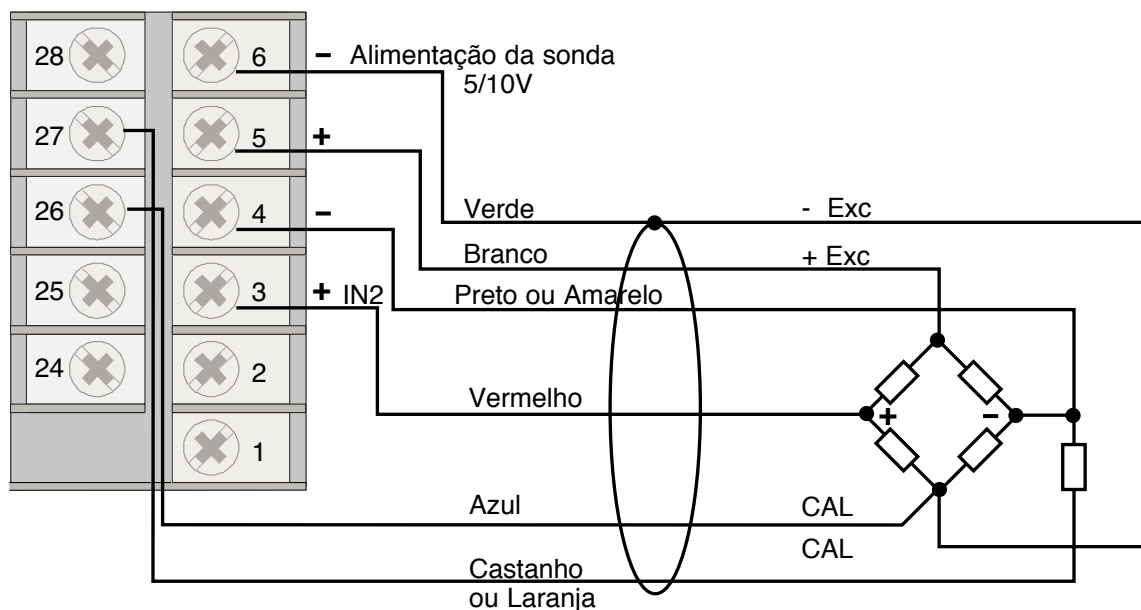 28
6
– Alimentação da sonda
5/10V
27
5
+
26
4
–
Verde
- Exc
Branco
+ Exc
25
3
+ IN2
Preto ou Amarelo
24
2
Vermelho
+
–
1
Azul
CAL
CAL
Castanho
ou Laranja